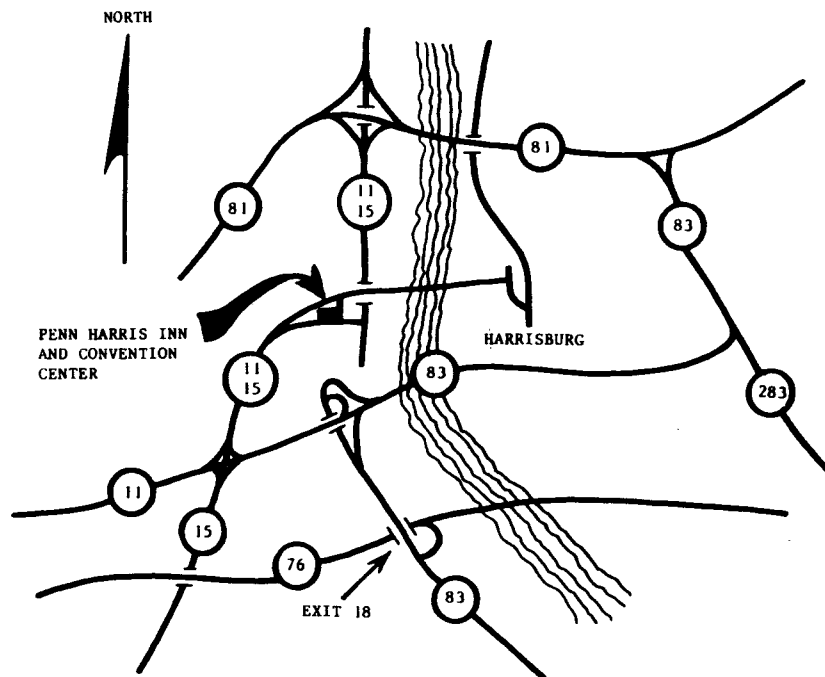 NORTH
81
11
15
81
83
PENN HARRIS INN
AND CONVENTION
CENTER
HARRISBURG
11
15
83
283
11
15
76
EXIT 18
83